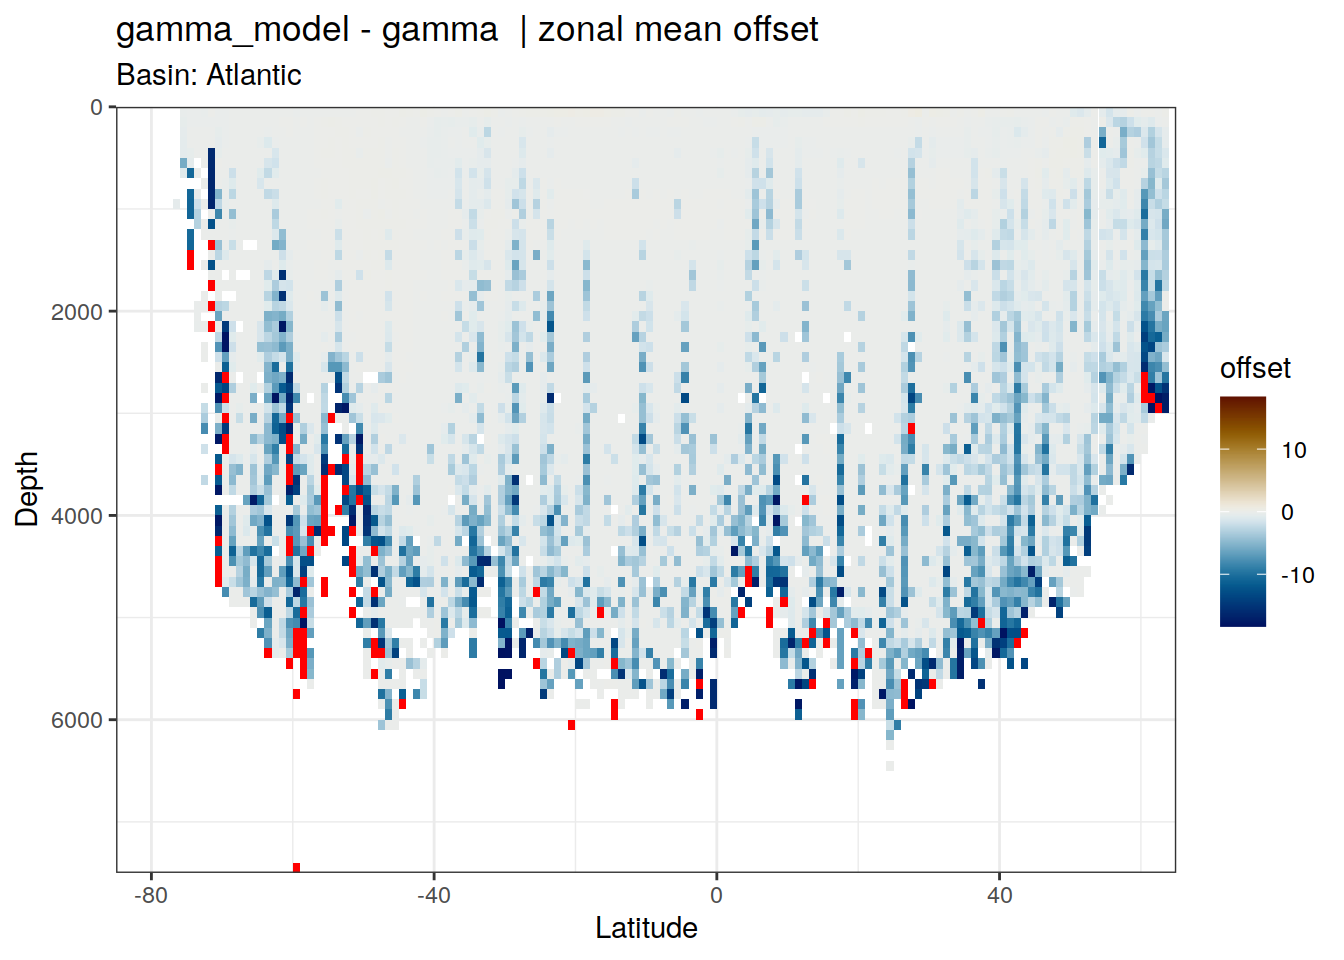 gamma_model - gamma | zonal mean offset
Basin: Atlantic
0
2000
4000
6000
Depth
-80
-40
0
40
Latitude
offset
10
0
-10